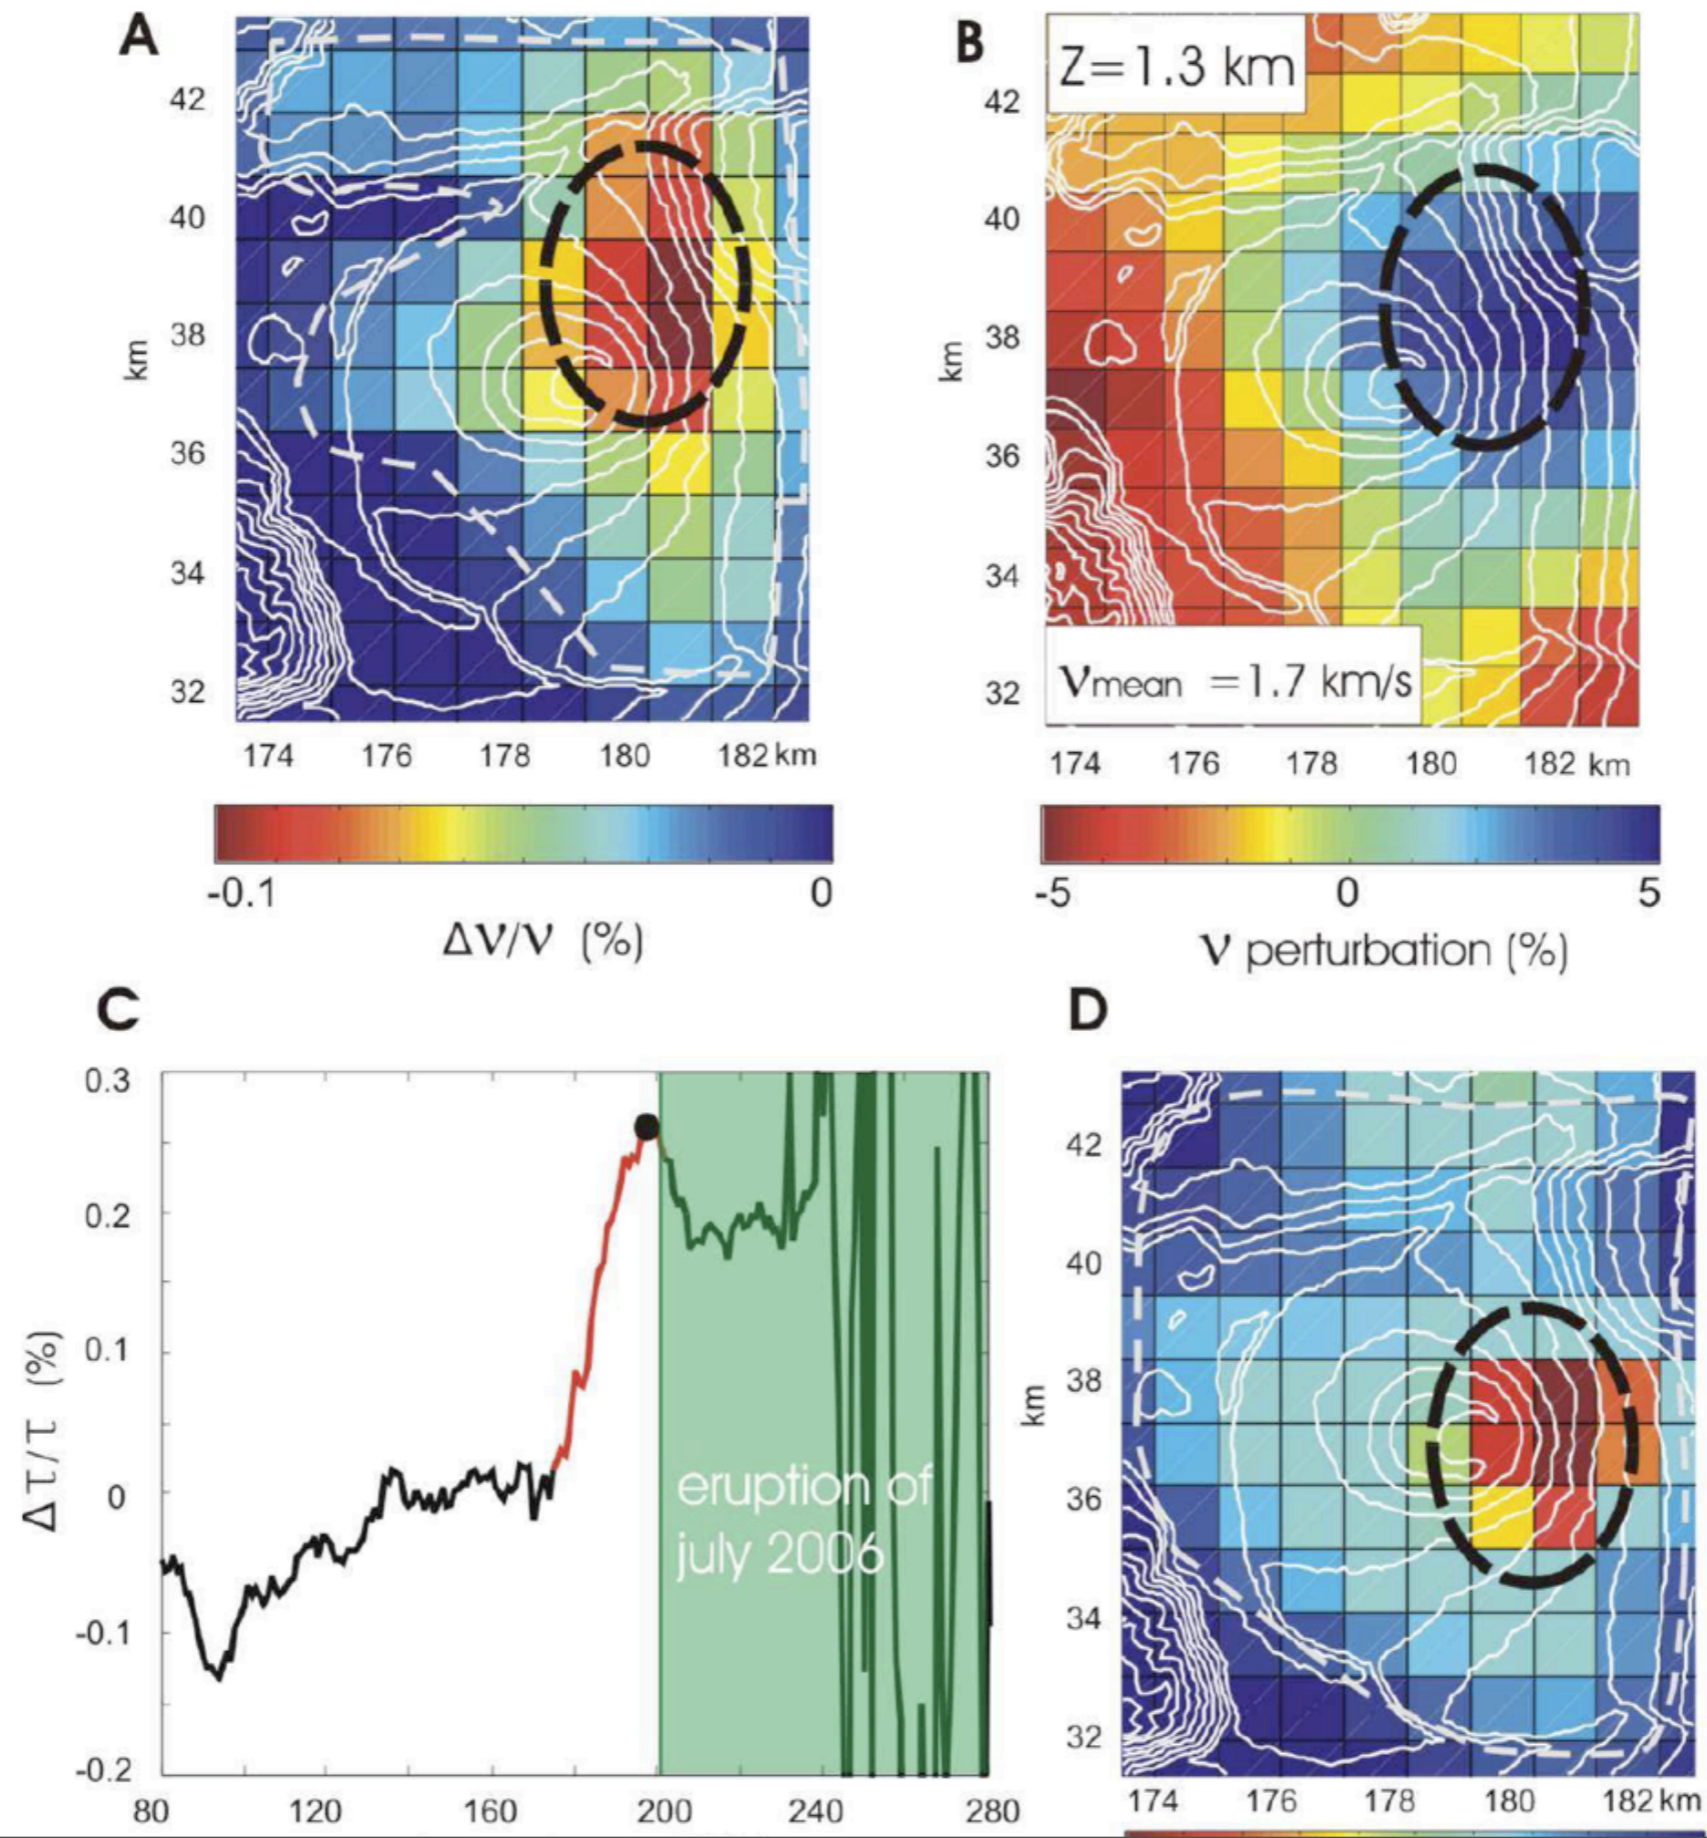 A
42
40
38
36
34
32
km
174 176 178 180 182 km
-0.1 0
Δν/ν (%)
B
Z=1.3 km
42
40
38
36
34
32
km
νmean =1.7 km/s
174 176 178 180 182 km
-5 0 5
ν perturbation (%)
C
0.3
0.2
0.1
0
-0.1
-0.2
Δτ/τ (%)
eruption of
july 2006
80 120 160 200 240 280
D
42
40
38
36
34
32
km
174 176 178 180 182 km